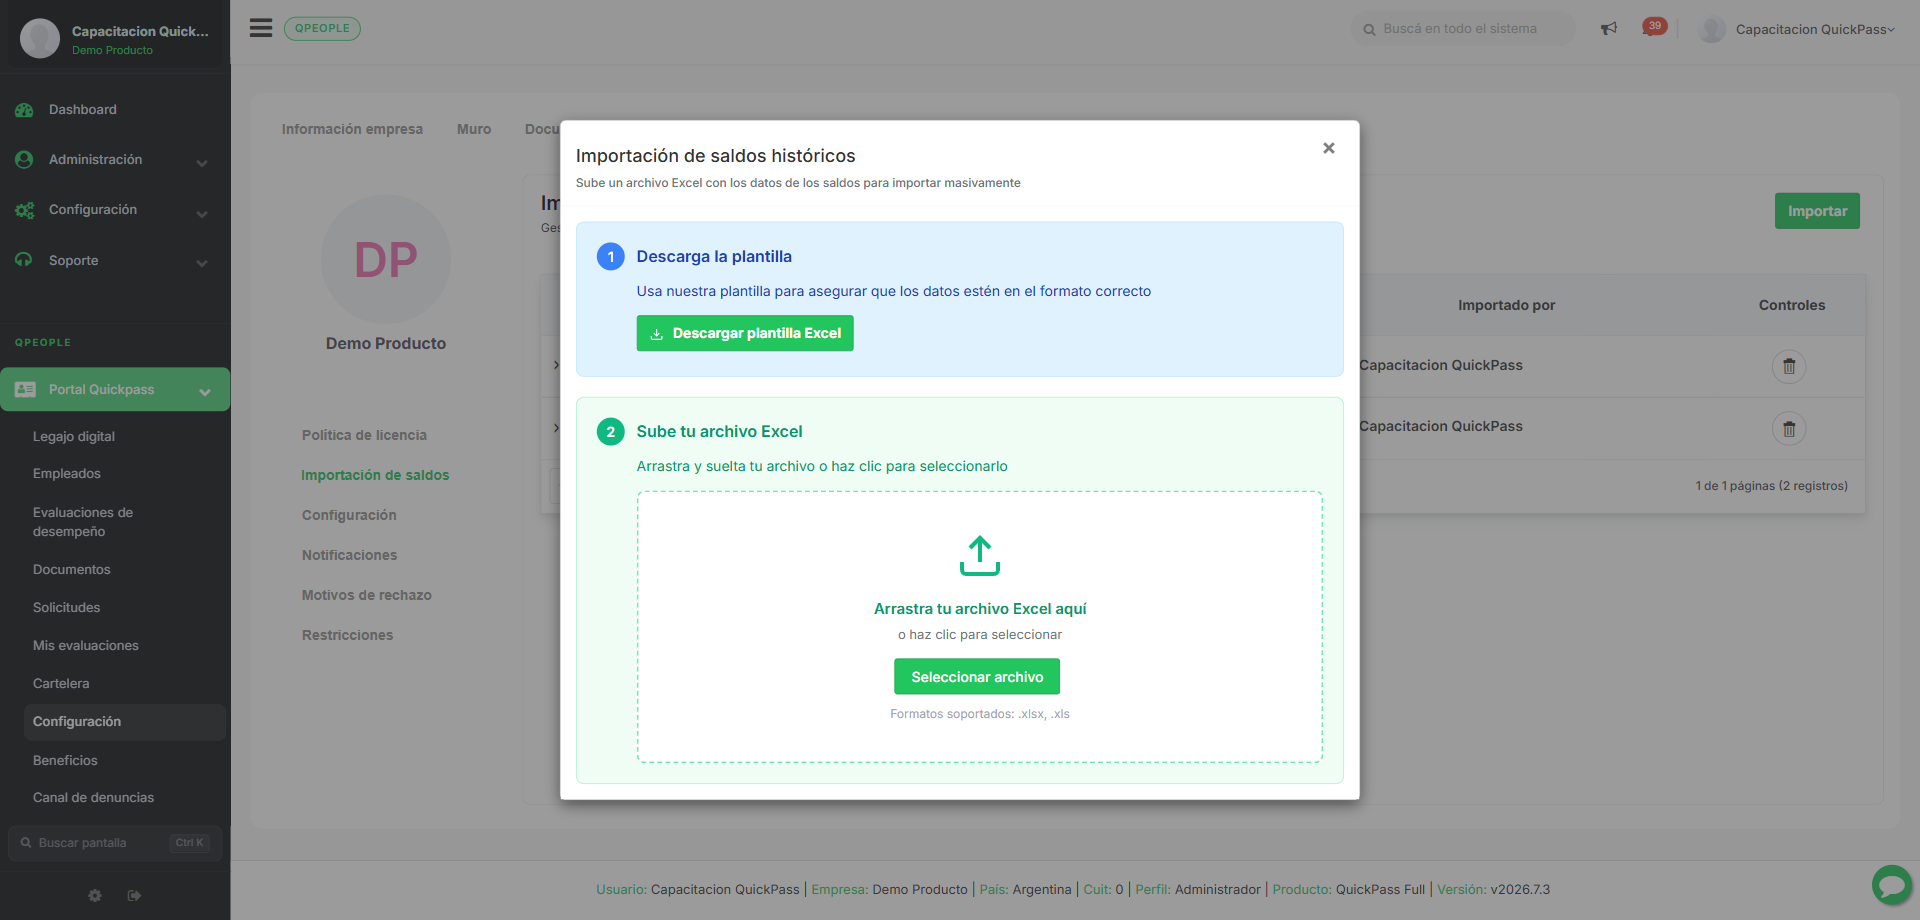 Capacitacion Quick...
Demo Producto
QPEOPLE
Buscá en todo el sistema
39
Capacitacion QuickPass
Dashboard
Administración
Configuración
Soporte
QPEOPLE
Portal Quickpass
Legajo digital
Empleados
Evaluaciones de
desempeño
Documentos
Solicitudes
Mis evaluaciones
Cartelera
Configuración
Beneficios
Canal de denuncias
Buscar pantalla
Ctrl K
Información empresa
Muro
Docu
DP
Demo Producto
Política de licencia
Importación de saldos
Configuración
Notificaciones
Motivos de rechazo
Restricciones
Im
Ges
Importar
Importado por
Controles
Capacitacion QuickPass
Capacitacion QuickPass
1 de 1 páginas (2 registros)
Importación de saldos históricos
Sube un archivo Excel con los datos de los saldos para importar masivamente
1
Descarga la plantilla
Usa nuestra plantilla para asegurar que los datos estén en el formato correcto
Descargar plantilla Excel
2
Sube tu archivo Excel
Arrastra y suelta tu archivo o haz clic para seleccionarlo
Arrastra tu archivo Excel aquí
o haz clic para seleccionar
Seleccionar archivo
Formatos soportados: .xlsx, .xls
Usuario: Capacitacion QuickPass | Empresa: Demo Producto | País: Argentina | Cuit: 0 | Perfil: Administrador | Producto: QuickPass Full | Versión: v2026.7.3